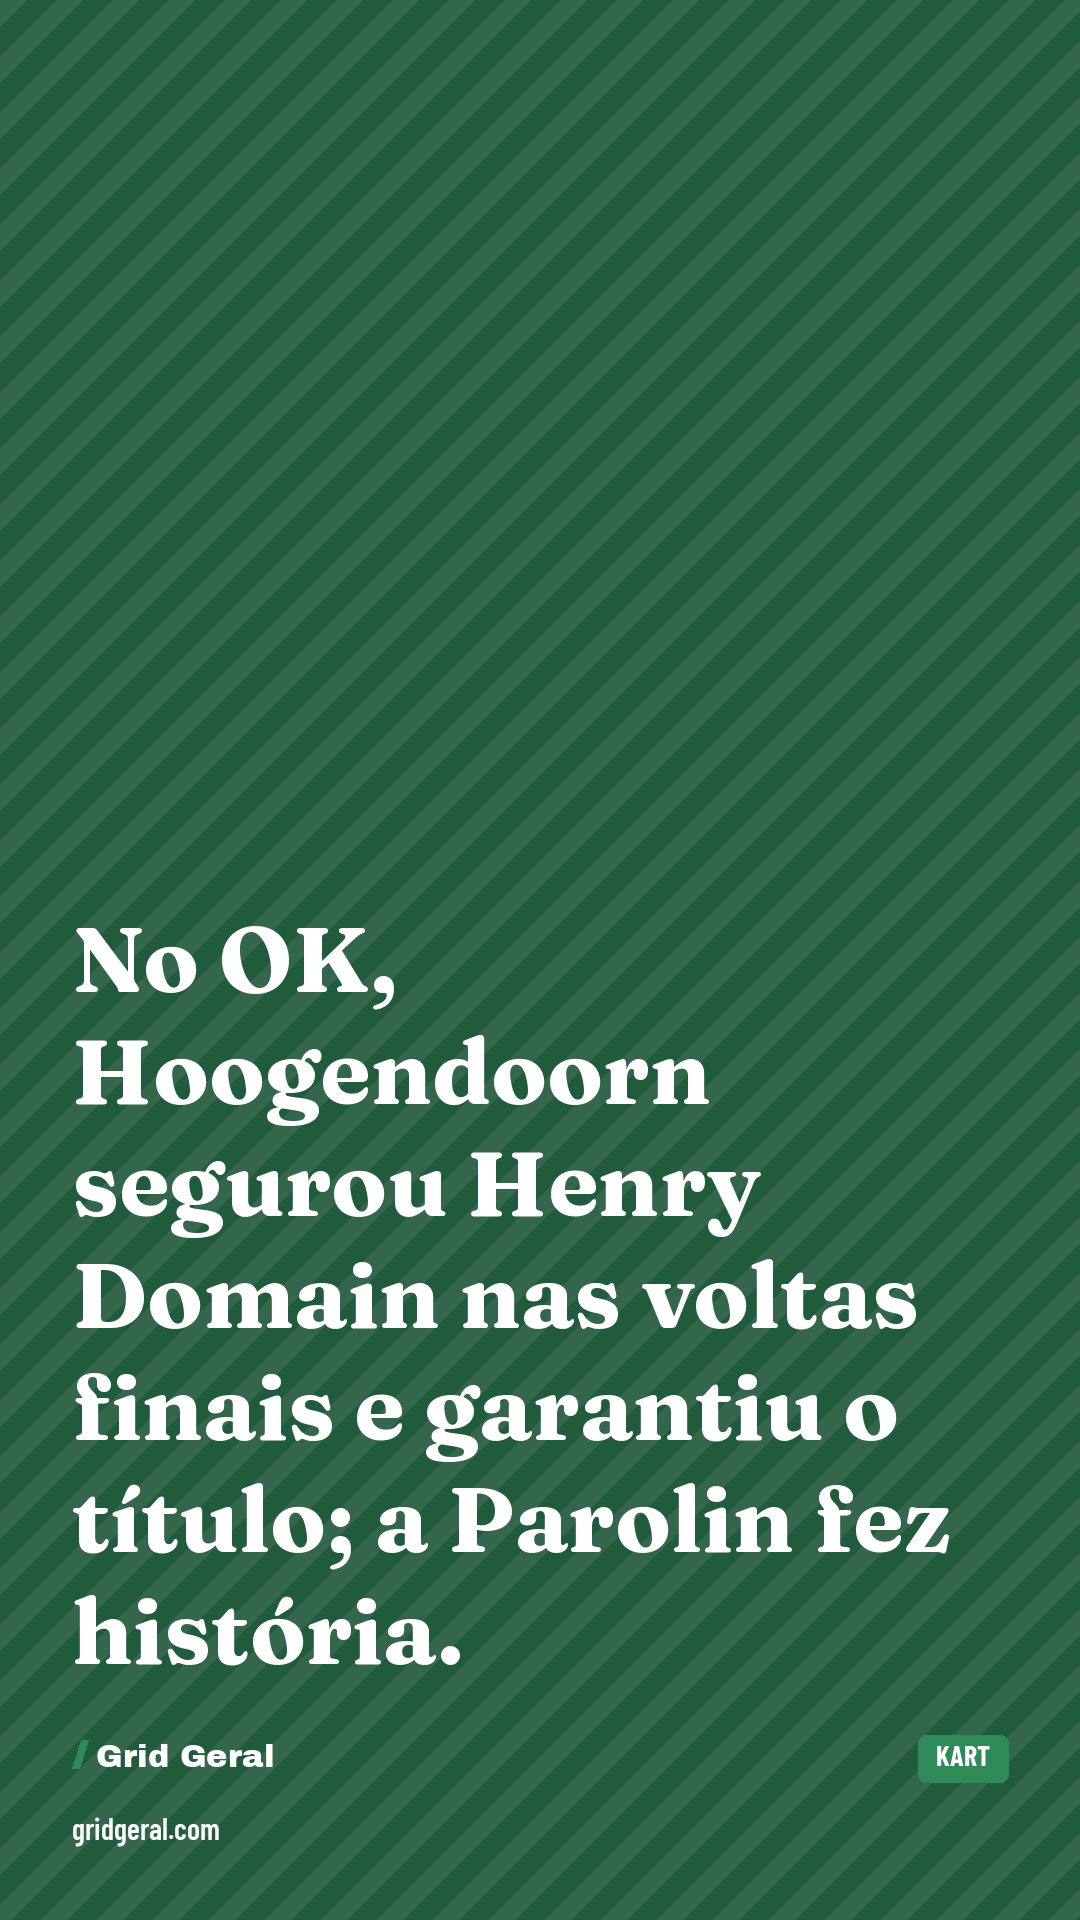 No OK,
Hoogendoorn
segurou Henry
Domain nas voltas
finais e garantiu o
título; a Parolin fez
história.
/ Grid Geral
KART
gridgeral.com